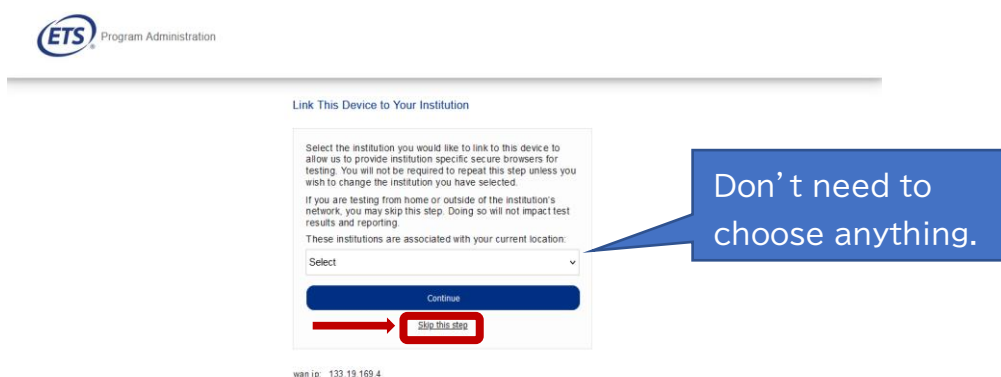 ETS® Program Administration
Link This Device to Your Institution
Select the institution you would like to link to this device to
allow us to provide institution specific secure browsers for
testing. You will not be required to repeat this step unless you
wish to change the institution you have selected.
If you are testing from home or outside of the institution's
network, you may skip this step. Doing so will not impact test
results and reporting.
These institutions are associated with your current location:
Select
Continue
Skip this step
wan ip: 133.19.169.4
Don't need to
choose anything.